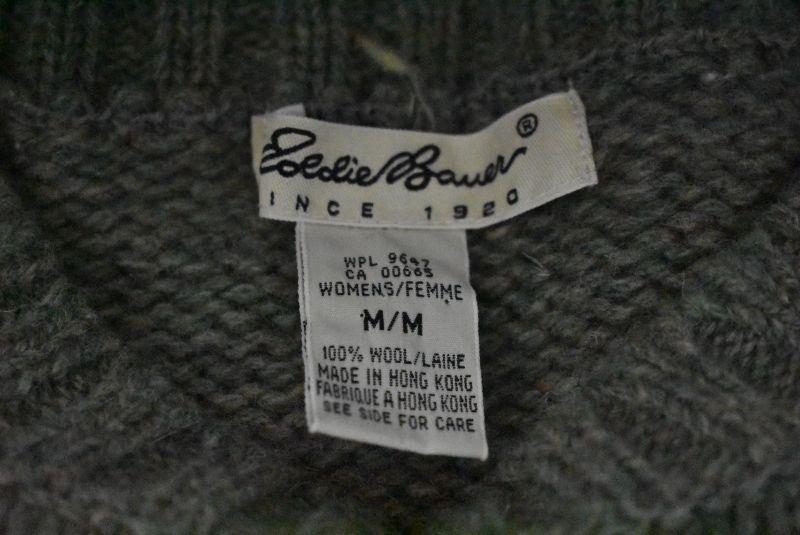 Eddie Bauer®
INCE 1920
WPL 9647
CA 00665
WOMENS/FEMME
M/M
100% WOOL/LAINE
MADE IN HONG KONG
FABRIQUE A HONG KONG
SEE SIDE FOR CARE